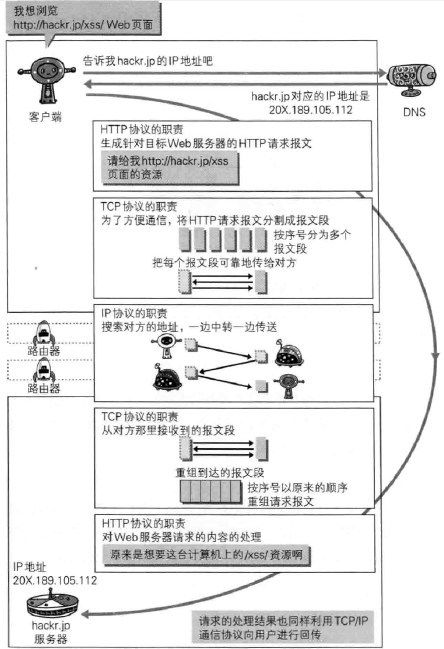 我想浏览
http://hackr.jp/xss/ Web页面
告诉我hackr.jp的IP地址吧
hackr.jp对应的IP地址是
20X.189.105.112
客户端
DNS
HTTP协议的职责
生成针对目标Web服务器的HTTP请求报文
请给我http://hackr.jp/xss
页面的资源
TCP协议的职责
为了方便通信，将HTTP请求报文分割成报文段
按序号分为多个
报文段
把每个报文段可靠地传给对方
IP协议的职责
搜索对方的地址，一边中转一边传送
路由器
路由器
TCP协议的职责
从对方那里接收到的报文段
重组到达的报文段
按序号以原来的顺序
重组请求报文
HTTP协议的职责
对Web服务器请求的内容的处理
原来是想要这台计算机上的/xss/资源啊
IP地址
20X.189.105.112
hackr.jp
服务器
请求的处理结果也同样利用TCP/IP
通信协议向用户进行回传